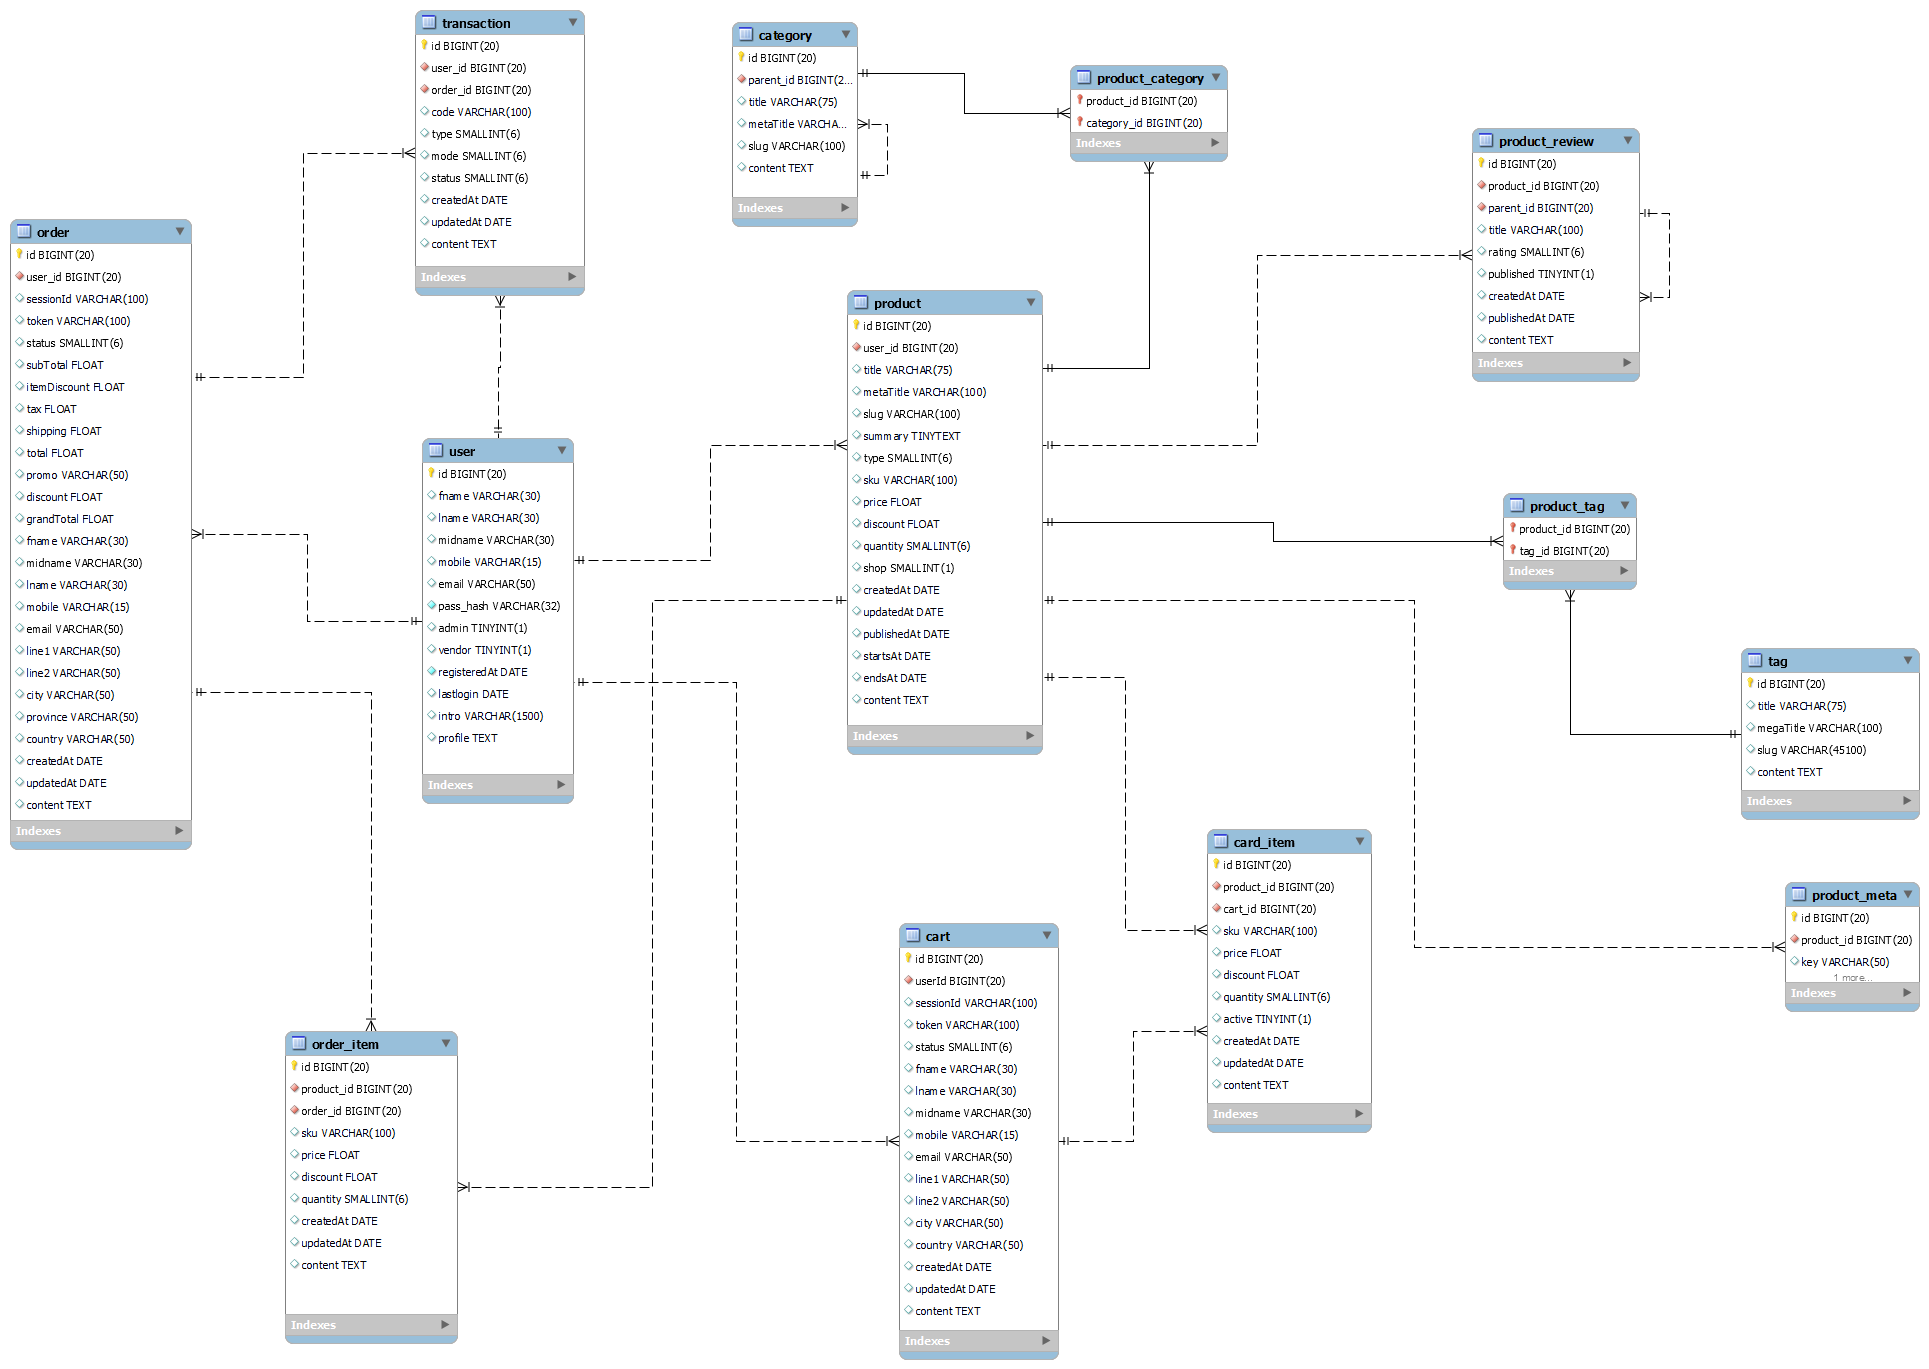 transaction
id BIGINT(20)
user_id BIGINT(20)
order_id BIGINT(20)
code VARCHAR(100)
type SMALLINT(6)
mode SMALLINT(6)
status SMALLINT(6)
createdAt DATE
updatedAt DATE
content TEXT
Indexes
category
id BIGINT(20)
parent_id BIGINT(2...
title VARCHAR(75)
metaTitle VARCHA...
slug VARCHAR(100)
content TEXT
Indexes
product_category
product_id BIGINT(20)
category_id BIGINT(20)
Indexes
product_review
id BIGINT(20)
product_id BIGINT(20)
parent_id BIGINT(20)
title VARCHAR(100)
rating SMALLINT(6)
published TINYINT(1)
createdAt DATE
publishedAt DATE
content TEXT
Indexes
order
id BIGINT(20)
user_id BIGINT(20)
sessionId VARCHAR(100)
token VARCHAR(100)
status SMALLINT(6)
subTotal FLOAT
itemDiscount FLOAT
tax FLOAT
shipping FLOAT
total FLOAT
promo VARCHAR(50)
discount FLOAT
grandTotal FLOAT
fname VARCHAR(30)
midname VARCHAR(30)
lname VARCHAR(30)
mobile VARCHAR(15)
email VARCHAR(50)
line1 VARCHAR(50)
line2 VARCHAR(50)
city VARCHAR(50)
province VARCHAR(50)
country VARCHAR(50)
createdAt DATE
updatedAt DATE
content TEXT
Indexes
user
id BIGINT(20)
fname VARCHAR(30)
lname VARCHAR(30)
midname VARCHAR(30)
mobile VARCHAR(15)
email VARCHAR(50)
pass_hash VARCHAR(32)
admin TINYINT(1)
vendor TINYINT(1)
registeredAt DATE
lastlogin DATE
intro VARCHAR(1500)
profile TEXT
Indexes
product
id BIGINT(20)
user_id BIGINT(20)
title VARCHAR(75)
metaTitle VARCHAR(100)
slug VARCHAR(100)
summary TINYTEXT
type SMALLINT(6)
sku VARCHAR(100)
price FLOAT
discount FLOAT
quantity SMALLINT(6)
shop SMALLINT(1)
createdAt DATE
updatedAt DATE
publishedAt DATE
startsAt DATE
endsAt DATE
content TEXT
Indexes
product_tag
product_id BIGINT(20)
tag_id BIGINT(20)
Indexes
tag
id BIGINT(20)
title VARCHAR(75)
megaTitle VARCHAR(100)
slug VARCHAR(45100)
content TEXT
Indexes
card_item
id BIGINT(20)
product_id BIGINT(20)
cart_id BIGINT(20)
sku VARCHAR(100)
price FLOAT
discount FLOAT
quantity SMALLINT(6)
active TINYINT(1)
createdAt DATE
updatedAt DATE
content TEXT
Indexes
product_meta
id BIGINT(20)
product_id BIGINT(20)
key VARCHAR(50)
1 more...
Indexes
cart
id BIGINT(20)
userId BIGINT(20)
sessionId VARCHAR(100)
token VARCHAR(100)
status SMALLINT(6)
fname VARCHAR(30)
lname VARCHAR(30)
midname VARCHAR(30)
mobile VARCHAR(15)
email VARCHAR(50)
line1 VARCHAR(50)
line2 VARCHAR(50)
city VARCHAR(50)
country VARCHAR(50)
createdAt DATE
updatedAt DATE
content TEXT
Indexes
order_item
id BIGINT(20)
product_id BIGINT(20)
order_id BIGINT(20)
sku VARCHAR(100)
price FLOAT
discount FLOAT
quantity SMALLINT(6)
createdAt DATE
updatedAt DATE
content TEXT
Indexes